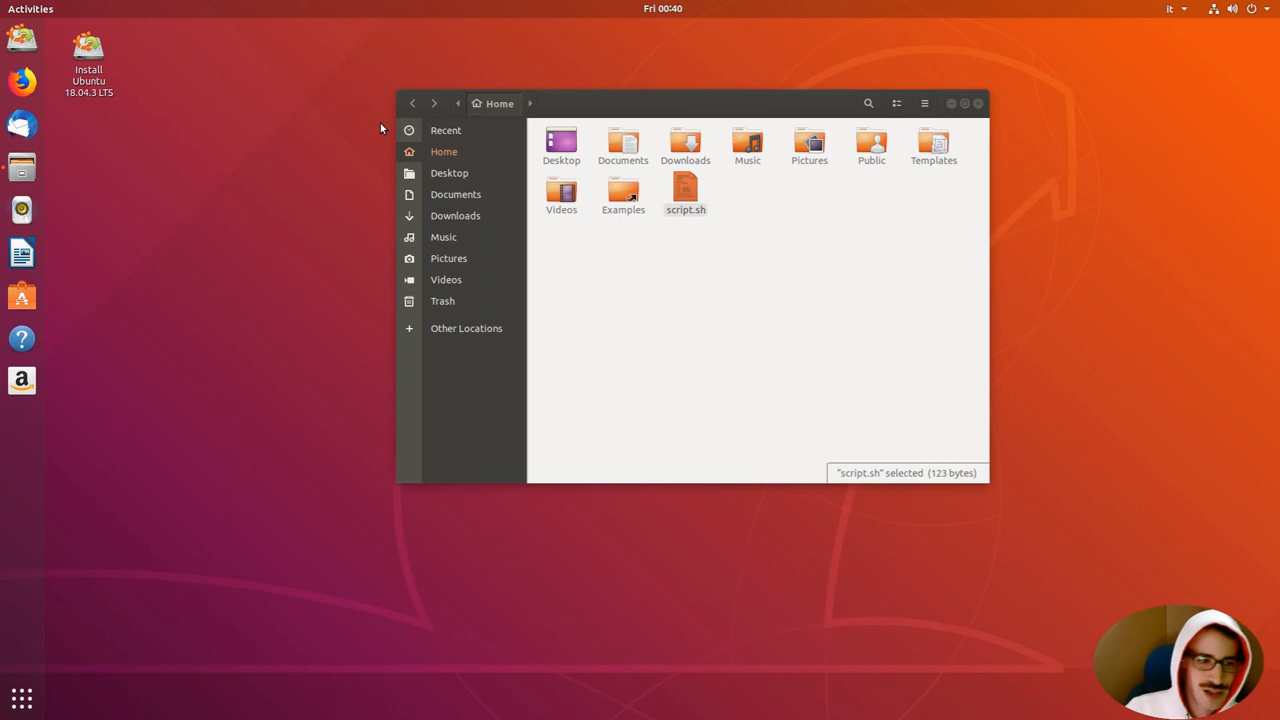 Activities
Fri 00:40
it
Install
Ubuntu
18.04.3 LTS
Home
Recent
Home
Desktop
Documents
Downloads
Music
Pictures
Videos
Trash
Other Locations
Desktop
Documents
Downloads
Music
Pictures
Public
Templates
Videos
Examples
script.sh
"script.sh" selected (123 bytes)